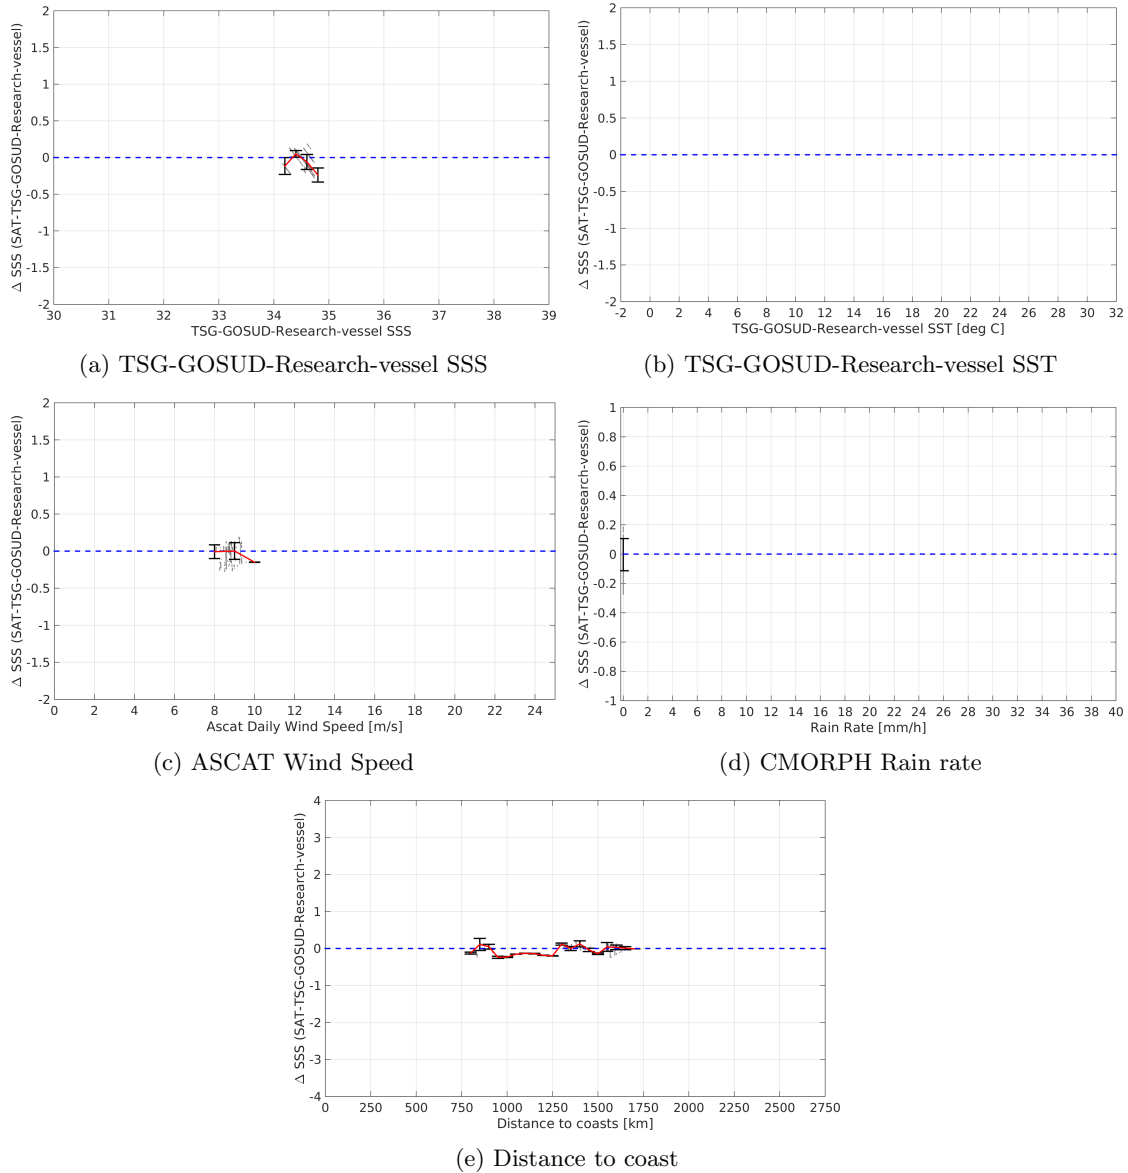 2
1.5
1
0.5
0
-0.5
-1
-1.5
-2
30 31 32 33 34 35 36 37 38 39
Δ SSS (SAT-TSG-GOSUD-Research-vessel)
TSG-GOSUD-Research-vessel SSS
(a) TSG-GOSUD-Research-vessel SSS
2
1.5
1
0.5
0
-0.5
-1
-1.5
-2
-2 0 2 4 6 8 10 12 14 16 18 20 22 24 26 28 30 32
Δ SSS (SAT-TSG-GOSUD-Research-vessel)
TSG-GOSUD-Research-vessel SST [deg C]
(b) TSG-GOSUD-Research-vessel SST
2
1.5
1
0.5
0
-0.5
-1
-1.5
-2
0 2 4 6 8 10 12 14 16 18 20 22 24
Δ SSS (SAT-TSG-GOSUD-Research-vessel)
Ascat Daily Wind Speed [m/s]
(c) ASCAT Wind Speed
1
0.8
0.6
0.4
0.2
0
-0.2
-0.4
-0.6
-0.8
-1
0 2 4 6 8 10 12 14 16 18 20 22 24 26 28 30 32 34 36 38 40
Δ SSS (SAT-TSG-GOSUD-Research-vessel)
Rain Rate [mm/h]
(d) CMORPH Rain rate
4
3
2
1
0
-1
-2
-3
-4
0 250 500 750 1000 1250 1500 1750 2000 2250 2500 2750
Δ SSS (SAT-TSG-GOSUD-Research-vessel)
Distance to coasts [km]
(e) Distance to coast